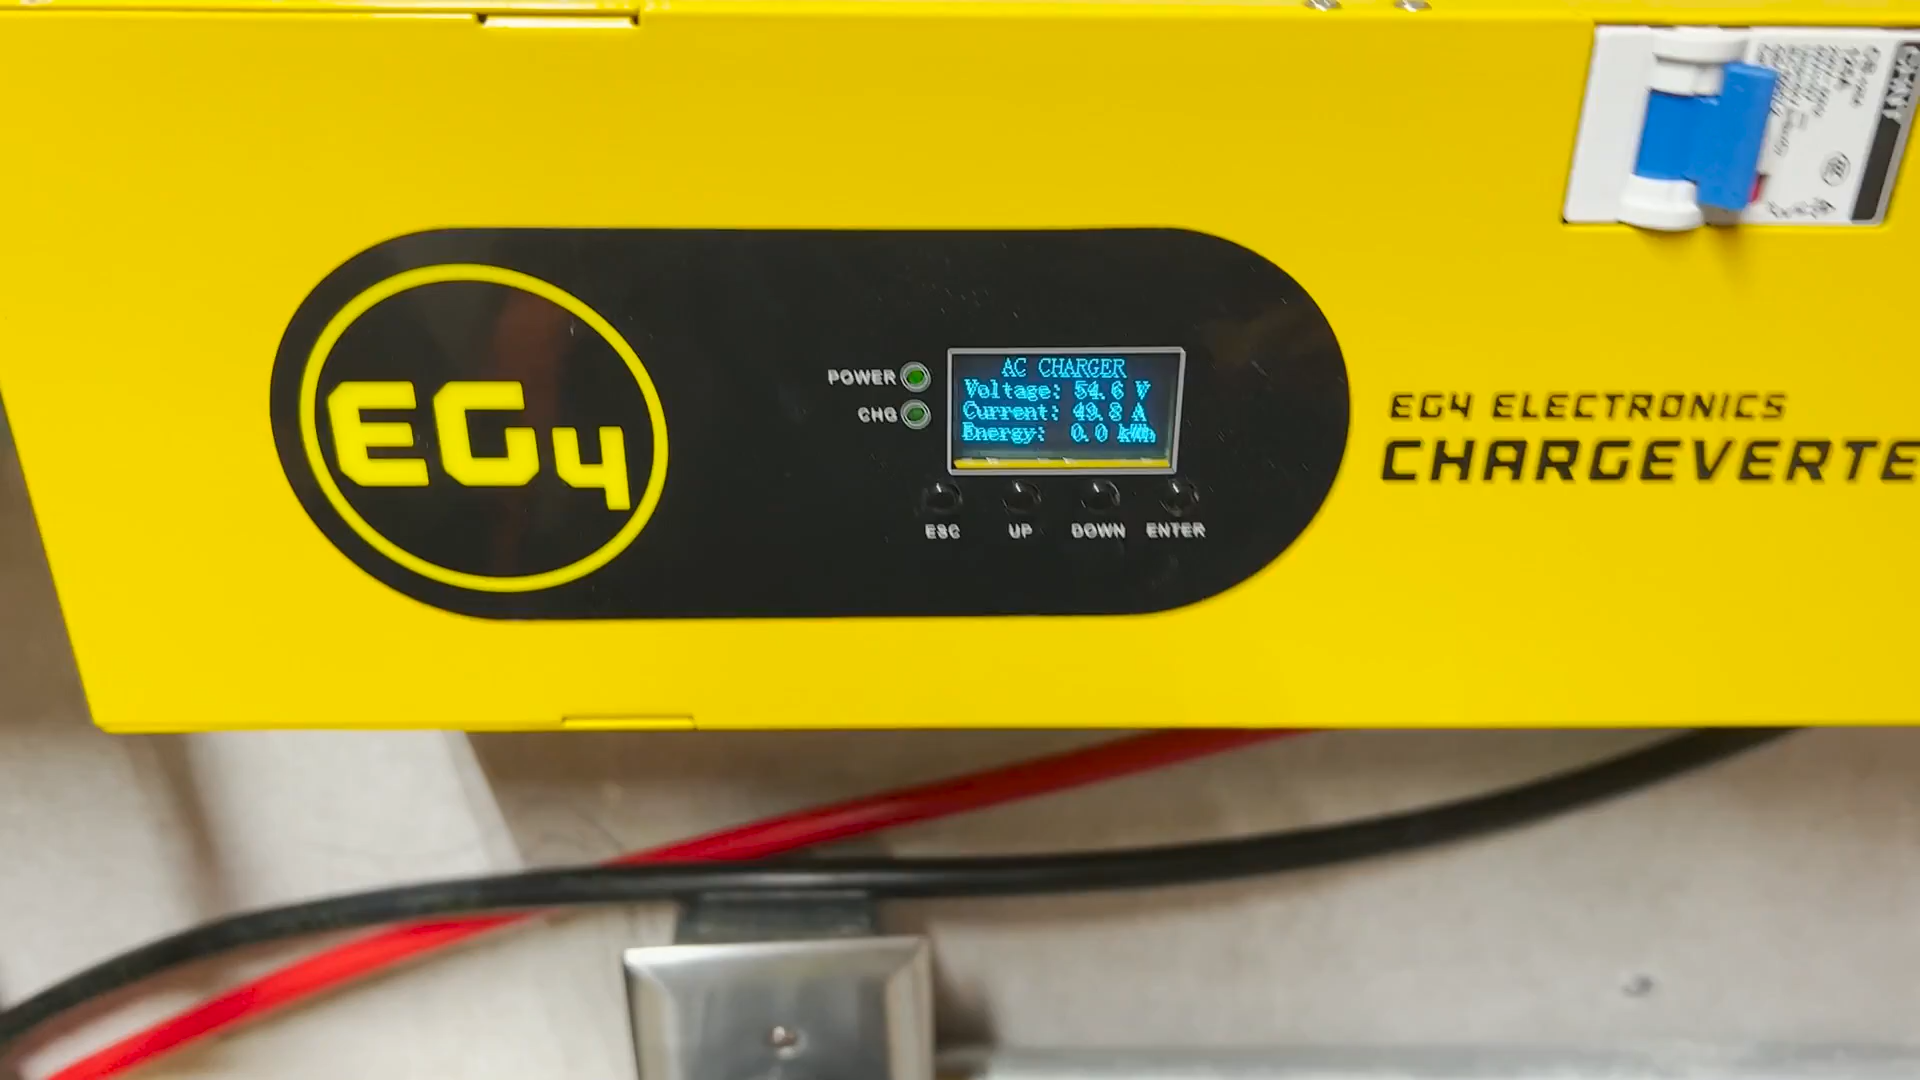 EG4
POWER
CHG
AC CHARGER
Voltage: 54.6 V
Current: 49.8 A
Energy: 0.0 kWh
ESC UP DOWN ENTER
EG4 ELECTRONICS
CHARGEVERTE